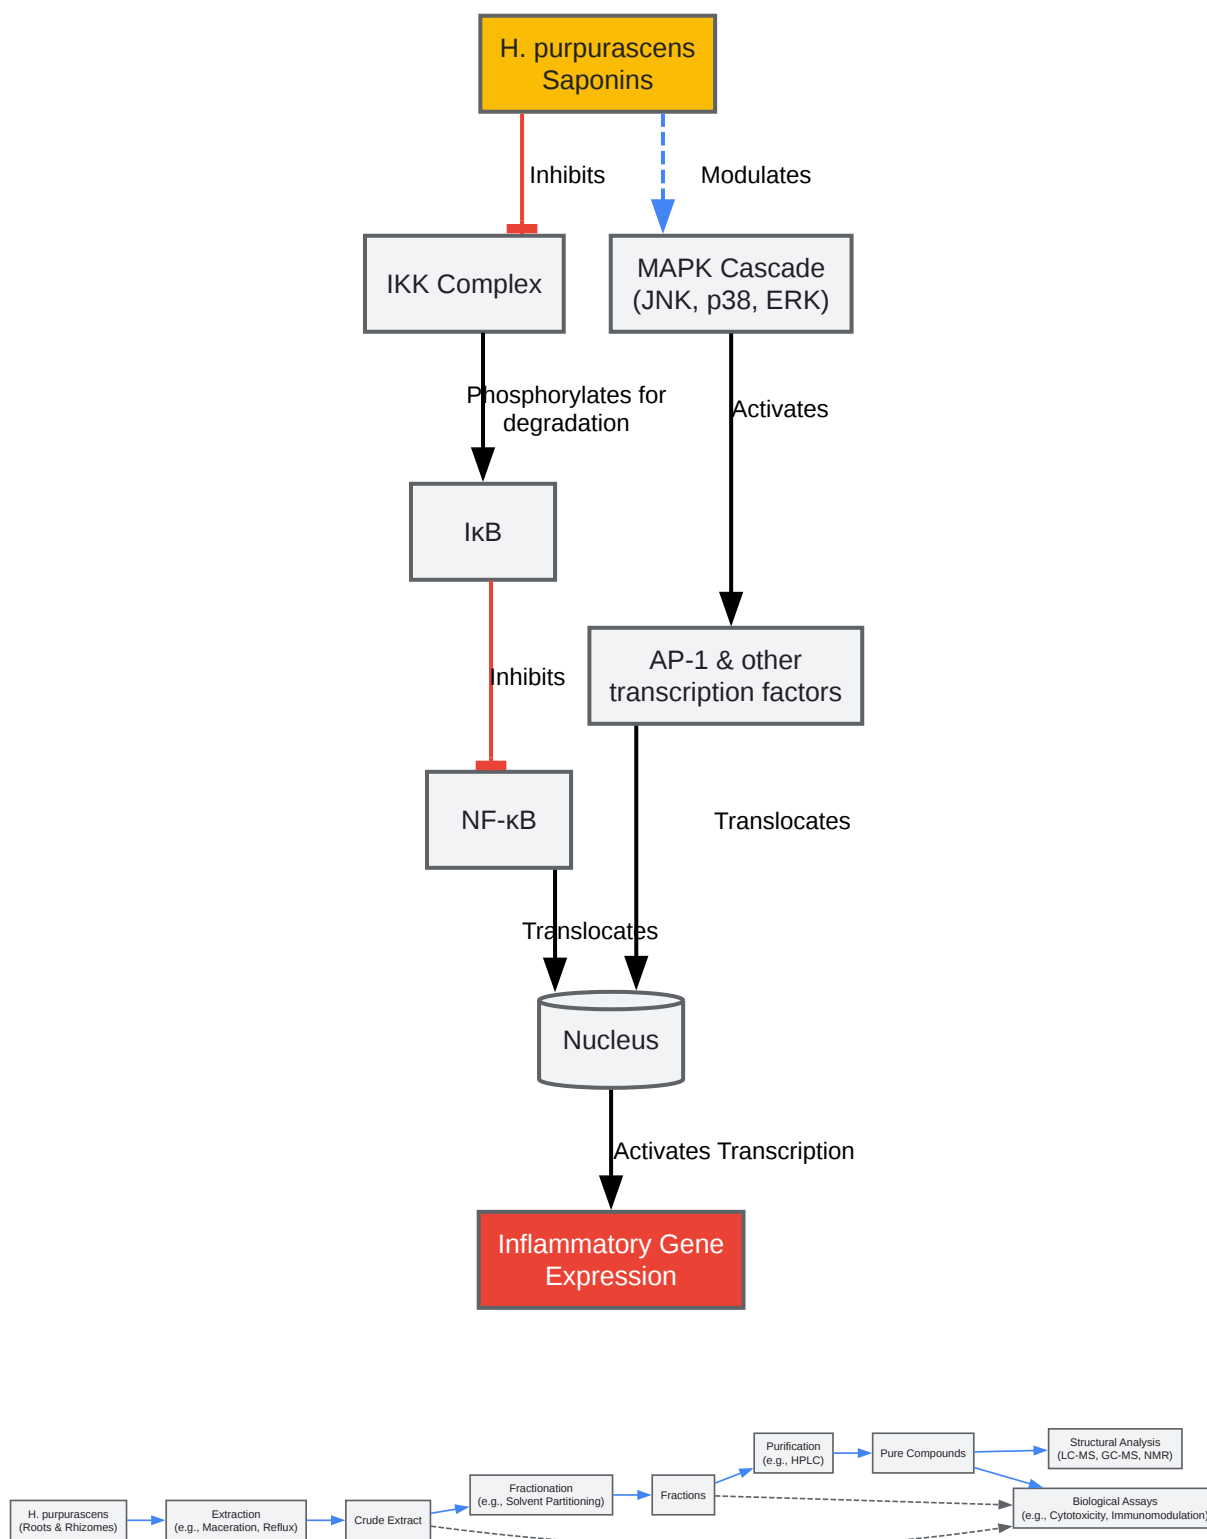 H. purpurascens
Saponins
Inhibits
Modulates
IKK Complex
MAPK Cascade
(JNK, p38, ERK)
Phosphorylates for
degradation
Activates
IκB
Inhibits
AP-1 & other
transcription factors
NF-κB
Translocates
Translocates
Nucleus
Activates Transcription
Inflammatory Gene
Expression
H. purpurascens
(Roots & Rhizomes)
Extraction
(e.g., Maceration, Reflux)
Crude Extract
Fractionation
(e.g., Solvent Partitioning)
Fractions
Purification
(e.g., HPLC)
Pure Compounds
Structural Analysis
(LC-MS, GC-MS, NMR)
Biological Assays
(e.g., Cytotoxicity, Immunomodulation)